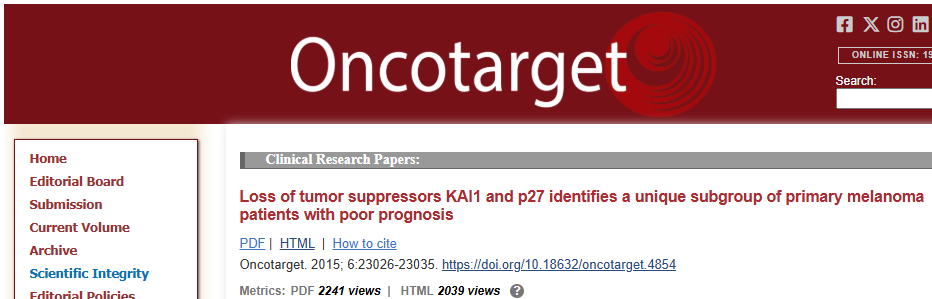 Oncotarget
ONLINE ISSN: 19
Search:
Home
Editorial Board
Submission
Current Volume
Archive
Scientific Integrity
Editorial Policies
Clinical Research Papers:
Loss of tumor suppressors KAI1 and p27 identifies a unique subgroup of primary melanoma
patients with poor prognosis
PDF | HTML | How to cite
Oncotarget. 2015; 6:23026-23035. https://doi.org/10.18632/oncotarget.4854
Metrics: PDF 2241 views | HTML 2039 views ?